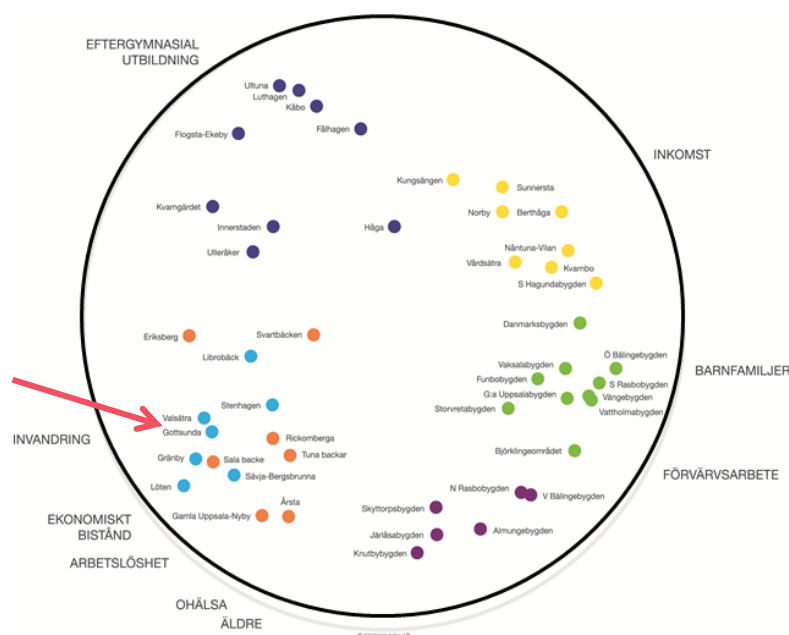 EFTERGYMNASIAL
UTBILDNING
Ultuna
Luthagen
Kåbo
Fålhagen
Flogsta-Ekeby
INKOMST
Kungsängen
Sunnersta
Kvarngärdet
Norby
Berthåga
Innerstaden
Håga
Ulleråker
Nåntuna-Vilan
Vårdsätra
Kvarnbo
S Hagundabygden
Danmarksbygden
Eriksberg
Svartbäcken
Librobäck
Ö Bälingebygden
Vaksalabygden
BARNFAMILJER
Funbobygden
S Rasbobygden
G:a Uppsalabygden
Vängebygden
Storvretabygden
Vattholmabygden
Stenhagen
Valsätra
Gottsunda
INVANDRING
Rickomberga
Tuna backar
Björklingeområdet
Gränby
Sala backe
Sävja-Bergsbrunna
FÖRVÄRVSARBETE
Löten
N Rasbobygden
V Bälingebygden
Årsta
Skyttorpsbygden
Gamla Uppsala-Nyby
EKONOMISKT
BISTÅND
Almungebygden
Järlåsabygden
Knutbybygden
ARBETSLÖSHET
OHÄLSA
ÄLDRE